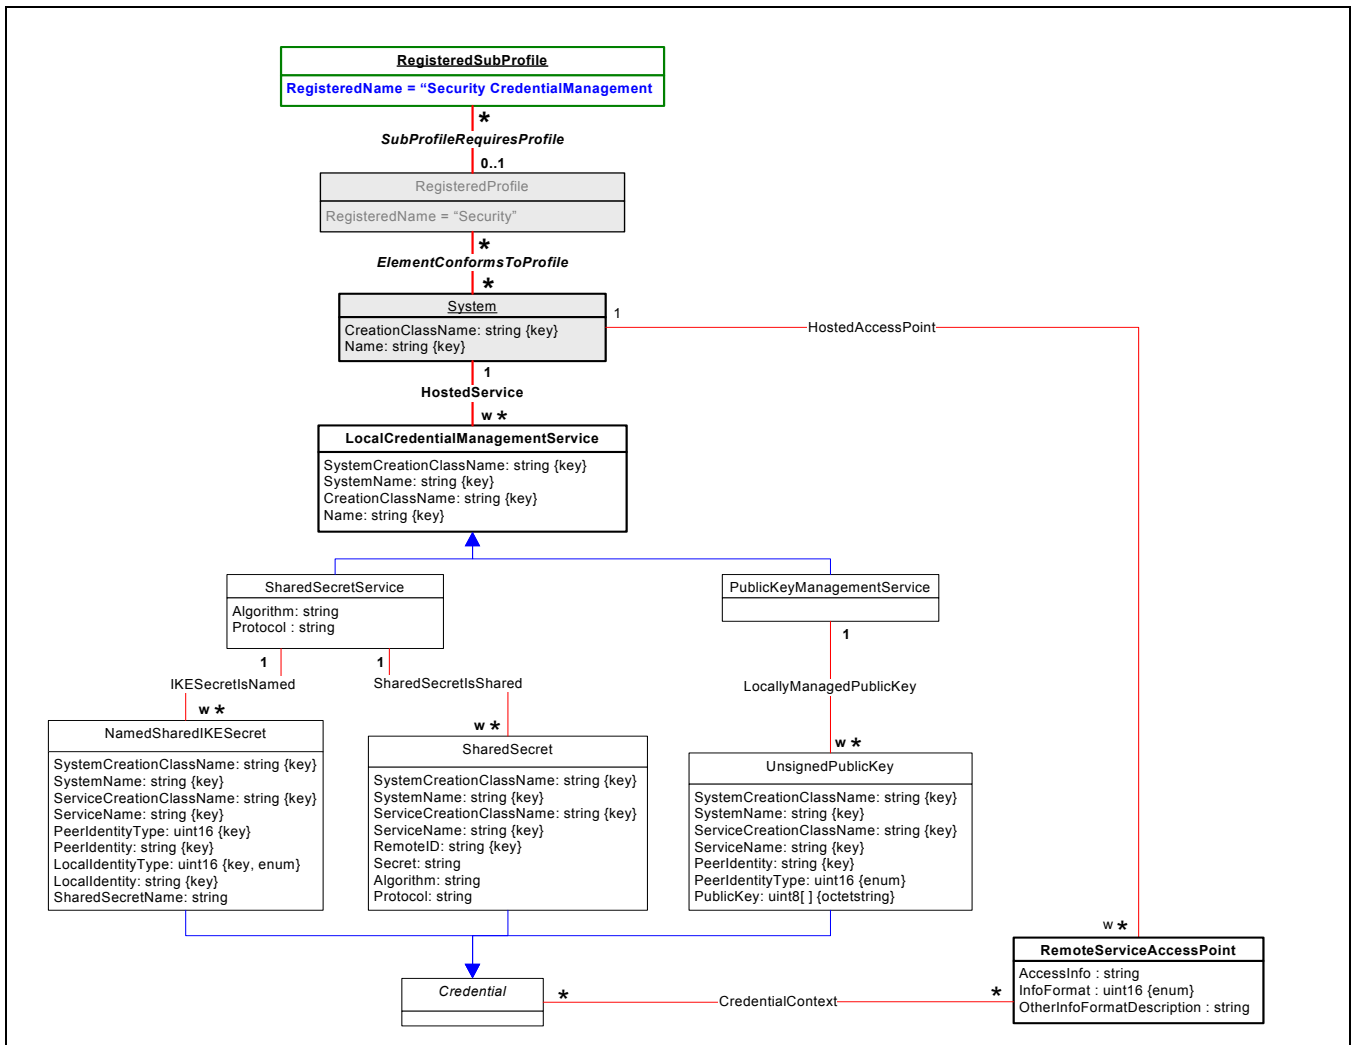 RegisteredSubProfile
RegisteredName = “Security CredentialManagement
*
SubProfileRequiresProfile
0..1
RegisteredProfile
RegisteredName = “Security”
*
ElementConformsToProfile
*
System
CreationClassName: string {key}
Name: string {key}
1
HostedAccessPoint
1
HostedService
w *
LocalCredentialManagementService
SystemCreationClassName: string {key}
SystemName: string {key}
CreationClassName: string {key}
Name: string {key}
SharedSecretService
Algorithm: string
Protocol : string
PublicKeyManagementService
1
1
1
IKESecretIsNamed
SharedSecretIsShared
LocallyManagedPublicKey
w *
w *
w *
NamedSharedIKESecret
SystemCreationClassName: string {key}
SystemName: string {key}
ServiceCreationClassName: string {key}
ServiceName: string {key}
PeerIdentityType: uint16 {key}
PeerIdentity: string {key}
LocalIdentityType: uint16 {key, enum}
LocalIdentity: string {key}
SharedSecretName: string
SharedSecret
SystemCreationClassName: string {key}
SystemName: string {key}
ServiceCreationClassName: string {key}
ServiceName: string {key}
RemoteID: string {key}
Secret: string
Algorithm: string
Protocol: string
UnsignedPublicKey
SystemCreationClassName: string {key}
SystemName: string {key}
ServiceCreationClassName: string {key}
ServiceName: string {key}
PeerIdentity: string {key}
PeerIdentityType: uint16 {enum}
PublicKey: uint8[ ] {octetstring}
w *
RemoteServiceAccessPoint
AccessInfo : string
InfoFormat : uint16 {enum}
OtherInfoFormatDescription : string
Credential
*
CredentialContext
*